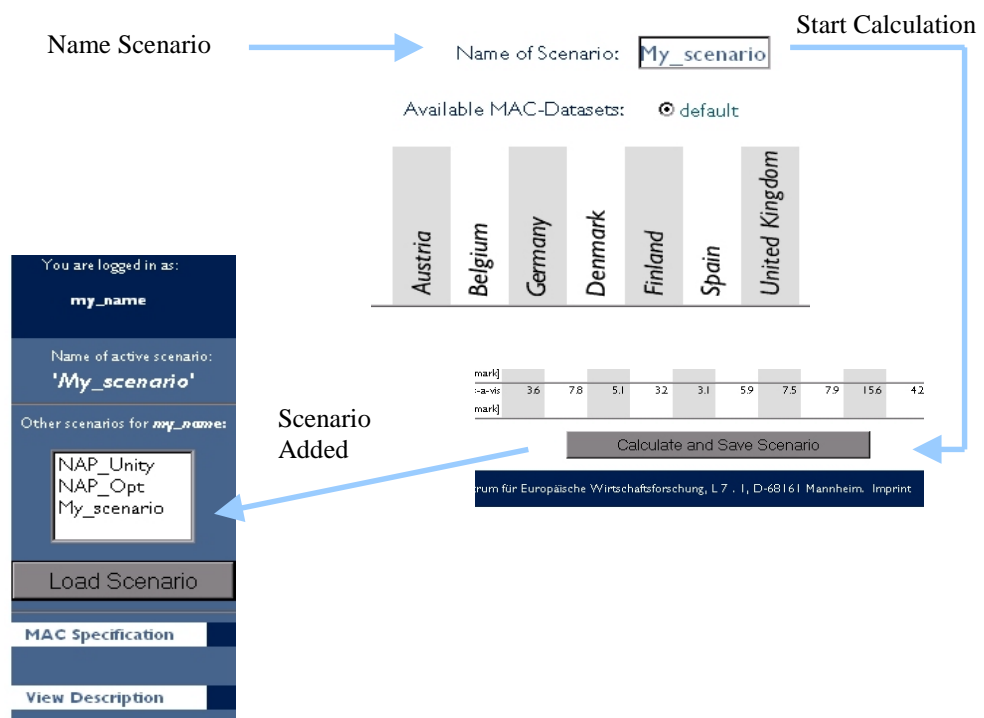 Name Scenario
Start Calculation
Name of Scenario: My_scenario
Available MAC-Datasets: default
Austria
Belgium
Germany
Denmark
Finland
Spain
United Kingdom
You are logged in as:
my_name
Name of active scenario:
'My_scenario'
Other scenarios for my_name:
NAP_Unity
NAP_Opt
My_scenario
Load Scenario
MAC Specification
View Description
Scenario
Added
mark]
:-a-vis 3.6 7.8 5.1 3.2 3.1 5.9 7.5 7.9 15.6 4.2
mark]
Calculate and Save Scenario
trum für Europäische Wirtschaftsforschung, L 7 . 1, D-68161 Mannheim. Imprint